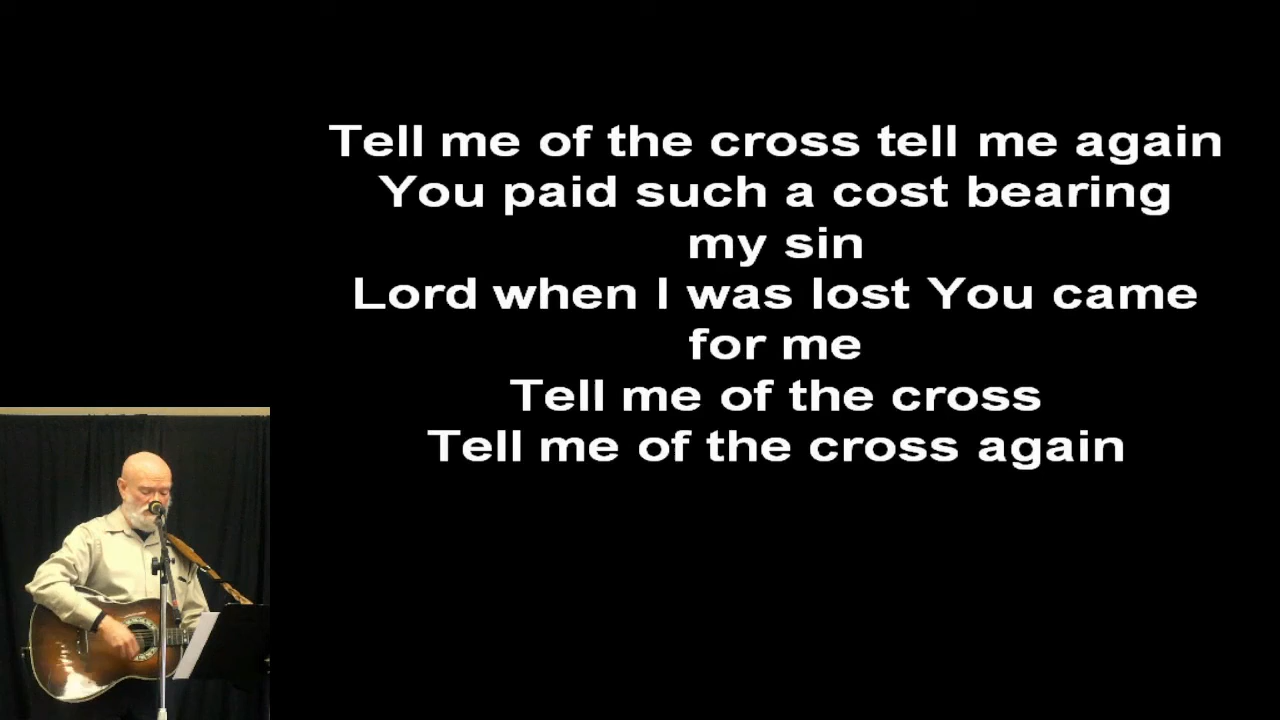 Tell me of the cross tell me again
You paid such a cost bearing
my sin
Lord when I was lost You came
for me
Tell me of the cross
Tell me of the cross again